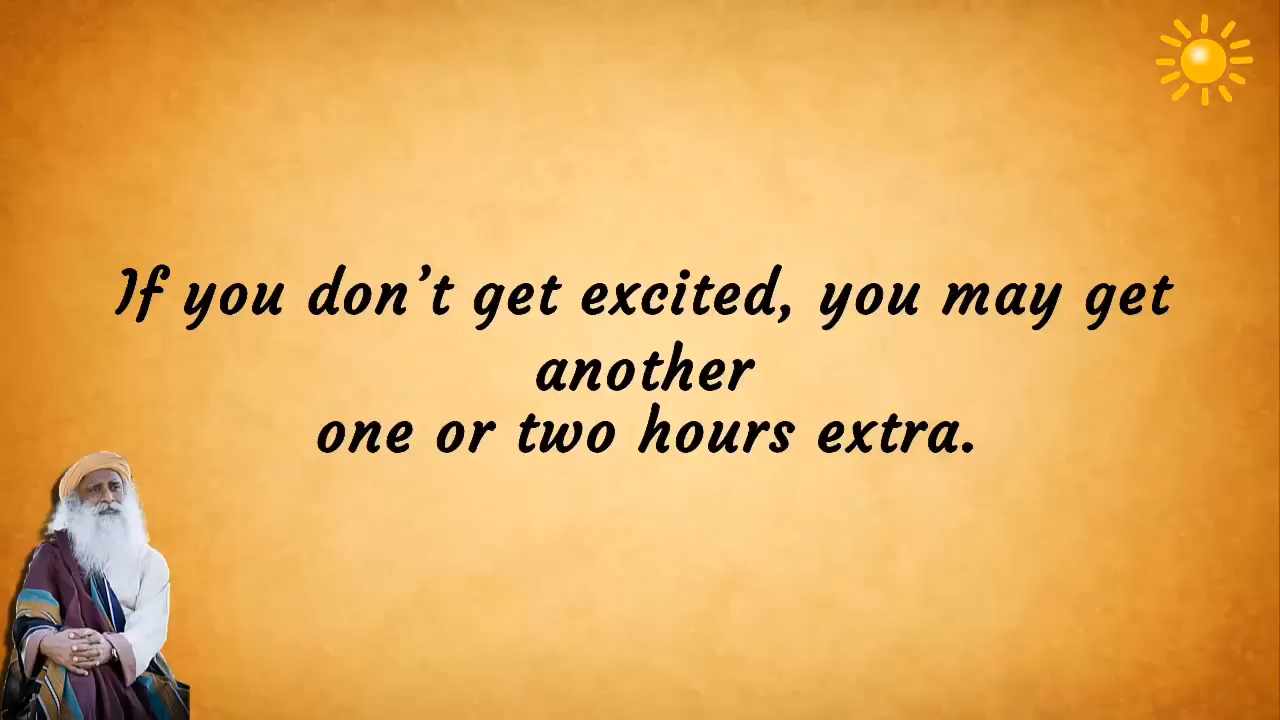 If you don’t get excited, you may get
another
one or two hours extra.